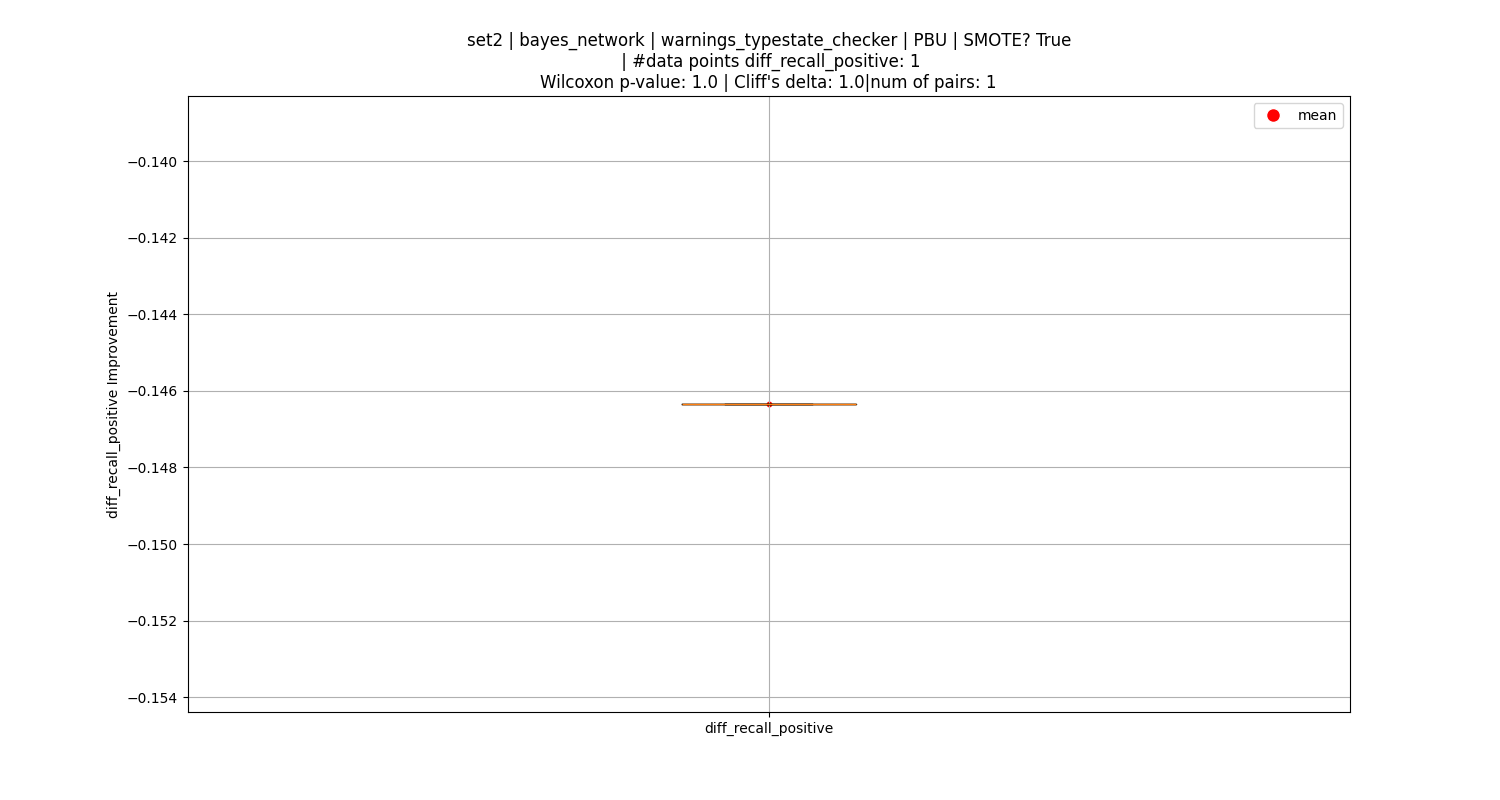 set2 | bayes_network | warnings_typestate_checker | PBU | SMOTE? True
| #data points diff_recall_positive: 1
Wilcoxon p-value: 1.0 | Cliff's delta: 1.0|num of pairs: 1
mean
−0.140
−0.142
−0.144
−0.146
−0.148
−0.150
−0.152
−0.154
diff_recall_positive Improvement
diff_recall_positive